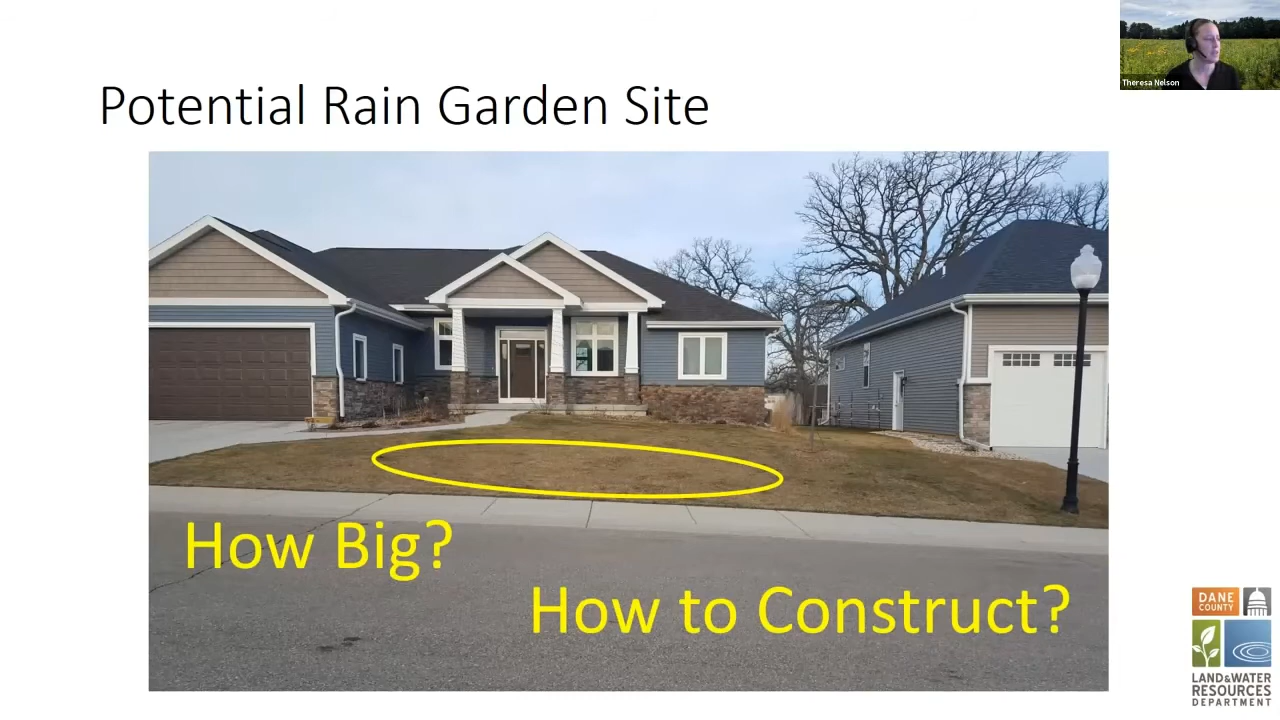 Theresa Nelson
Potential Rain Garden Site
How Big?
How to Construct?
DANE
COUNTY
LAND & WATER
RESOURCES
DEPARTMENT